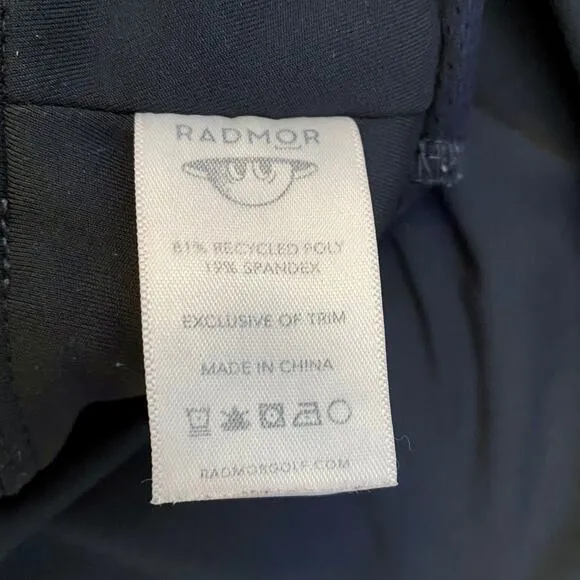 RADMOR
81% RECYCLED POLY
19% SPANDEX
EXCLUSIVE OF TRIM
MADE IN CHINA
RADMORGOLF.COM